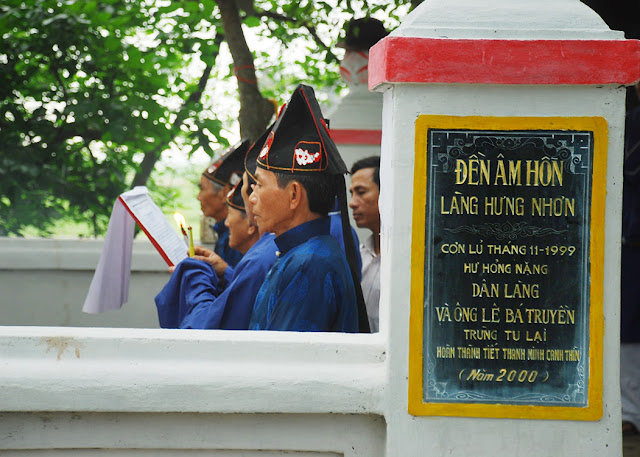 ĐỀN ÂM HỒN
LÀNG HƯNG NHƠN
CƠN LŨ THÁNG 11-1999
HƯ HỎNG NẶNG
DÂN LÀNG
VÀ ÔNG LÊ BA TRUYỀN
TRÙNG TU LẠI
HOÀN THÀNH TIẾT THANH MINH CANH THÌN
(Năm 2000)